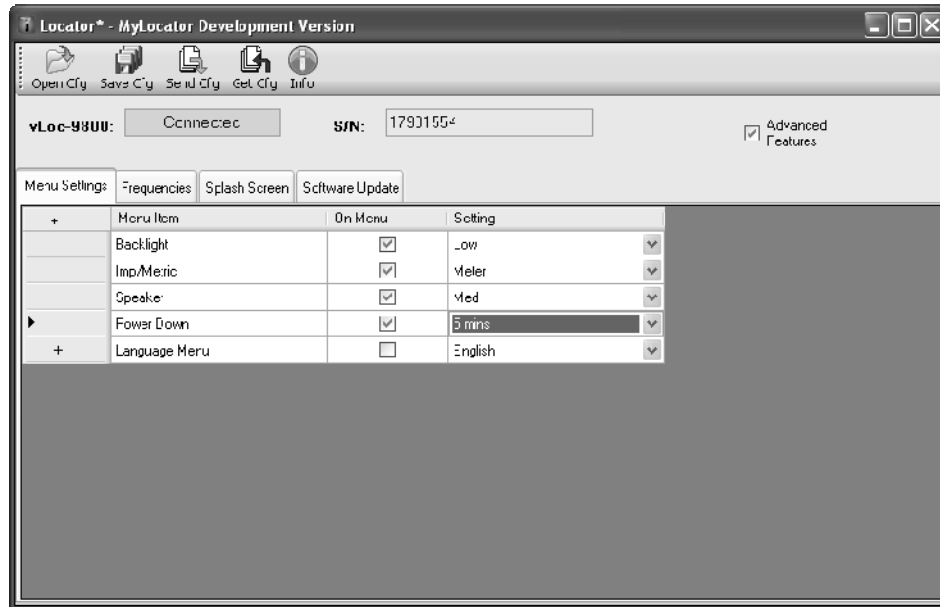 Locator* - MyLocator Development Version
Open Cfg Save Cfg Send Cfg Get Cfg Info
vLoc-9800: Connected S/N: 17901554 Advanced Features
Menu Settings Frequencies Splash Screen Software Update
+ Menu Item On Menu Setting
Backlight Low
Imp/Metric Meter
Speaker Med
Power Down 5 mins
+ Language Menu English